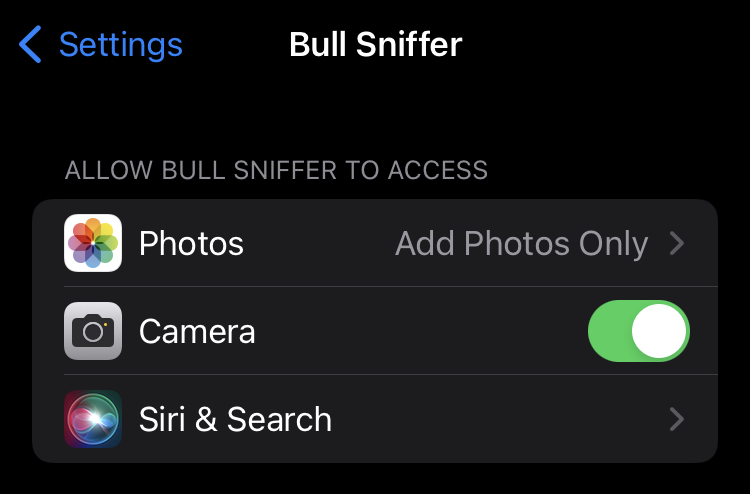 Settings
Bull Sniffer
ALLOW BULL SNIFFER TO ACCESS
Photos Add Photos Only
Camera
Siri & Search